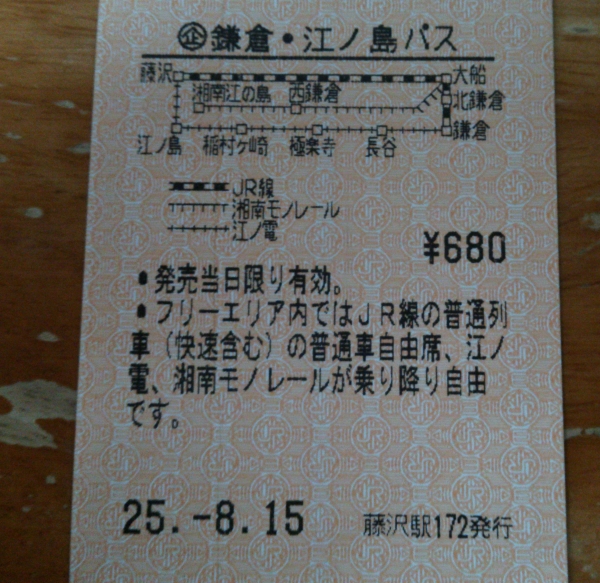 ㊭鎌倉・江ノ島パス
藤沢 大船
湘南江の島 西鎌倉 北鎌倉
鎌倉
江ノ島 稲村ヶ崎 極楽寺 長谷
JR線
湘南モノレール
江ノ電
¥680
●発売当日限り有効。
●フリーエリア内ではJR線の普通列
車(快速含む)の普通車自由席、江ノ
電、湘南モノレールが乗り降り自由
です。
25.-8.15 藤沢駅172発行